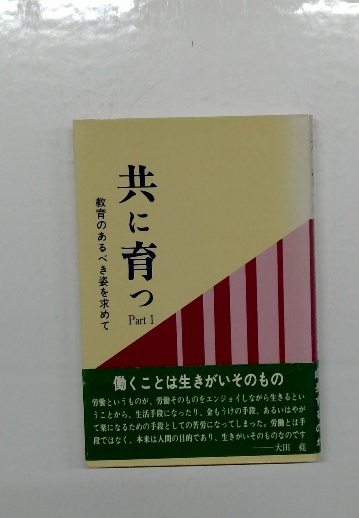 共に育つ
Part I
教育のあるべき姿を求めて
働くことは生きがいそのもの
労働というものが、労働そのものをエンジョイしながら生きるとい
うことから、生活手段になったり、金もうけの手段、あるいはやが
て楽になるための手段としての苦労になってしまった。労働とは手
段ではなく、本来は人間の目的であり、生きがいそのものなのです
――大田 堯